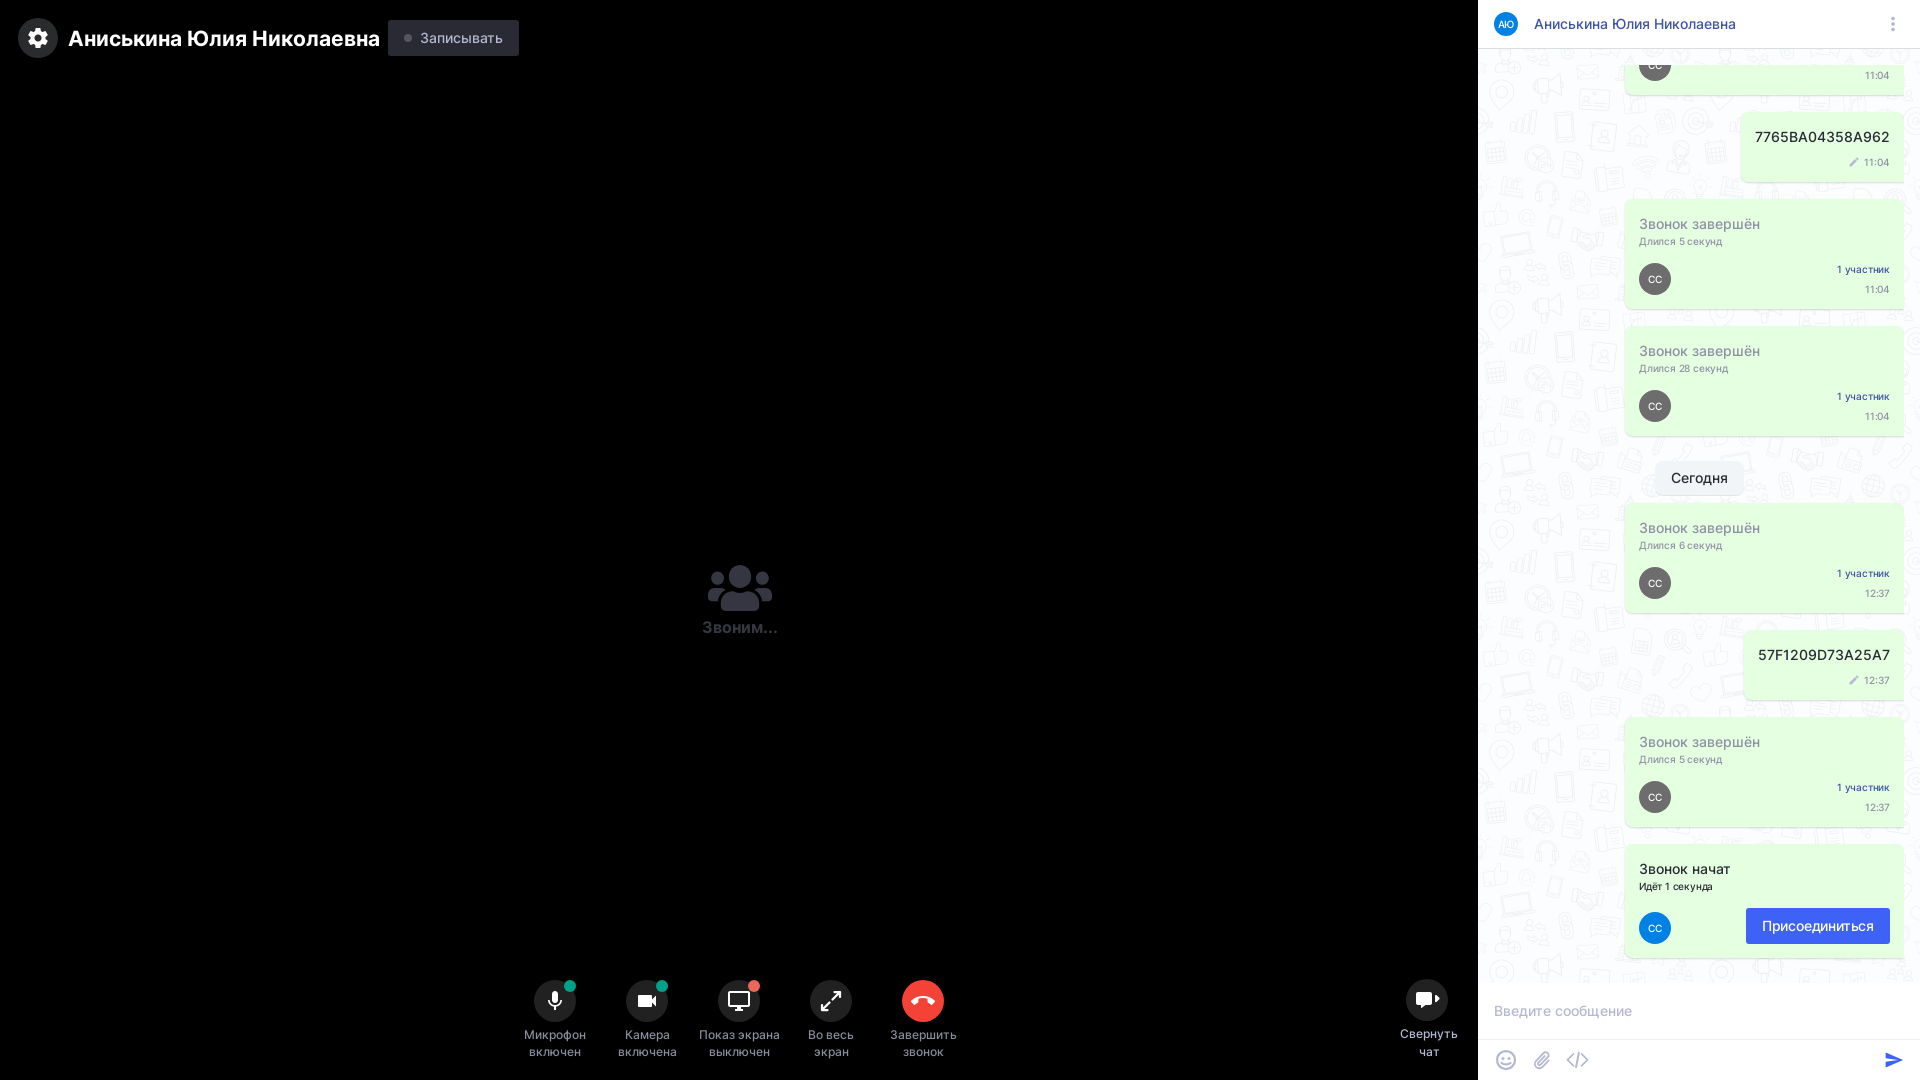 Аниськина Юлия Николаевна
Записывать
Звоним...
Микрофон
включен
Камера
включена
Показ экрана
выключен
Во весь
экран
Завершить
звонок
Свернуть
чат
АЮ
Аниськина Юлия Николаевна
СС
11:04
7765BA04358A962
11:04
Звонок завершён
Длился 5 секунд
1 участник
СС
11:04
Звонок завершён
Длился 28 секунд
1 участник
СС
11:04
Сегодня
Звонок завершён
Длился 6 секунд
1 участник
СС
12:37
57F1209D73A25A7
12:37
Звонок завершён
Длился 5 секунд
1 участник
СС
12:37
Звонок начат
Идёт 1 секунда
СС
Присоединиться
Введите сообщение